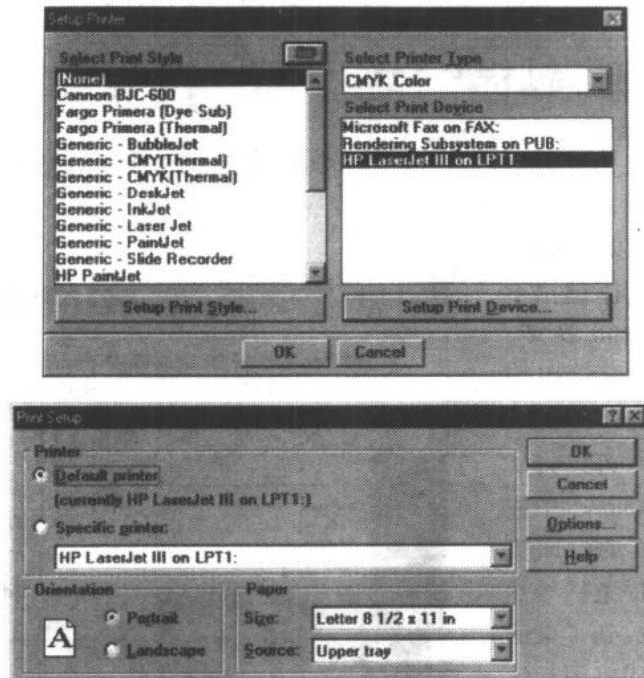 Setup Printer
Select Print Style
(None)
Cannon BJC-600
Fargo Primera (Dye Sub)
Fargo Primera (Thermal)
Generic - BubbleJet
Generic - CMY(Thermal)
Generic - CMYK(Thermal)
Generic - DeskJet
Generic - InkJet
Generic - Laser Jet
Generic - PaintJet
Generic - Slide Recorder
HP PaintJet
Setup Print Style...
Select Printer Type
CMYK Color
Select Print Device
Microsoft Fax on FAX:
Rendering Subsystem on PUB:
HP LaserJet III on LPT1:
Setup Print Device...
OK Cancel
Print Setup
Printer
Default printer
(currently HP LaserJet III on LPT1:)
Specific printer:
HP LaserJet III on LPT1:
OK
Cancel
Options...
Help
Orientation
A
Portrait
Landscape
Paper
Size: Letter 8 1/2 x 11 in
Source: Upper tray